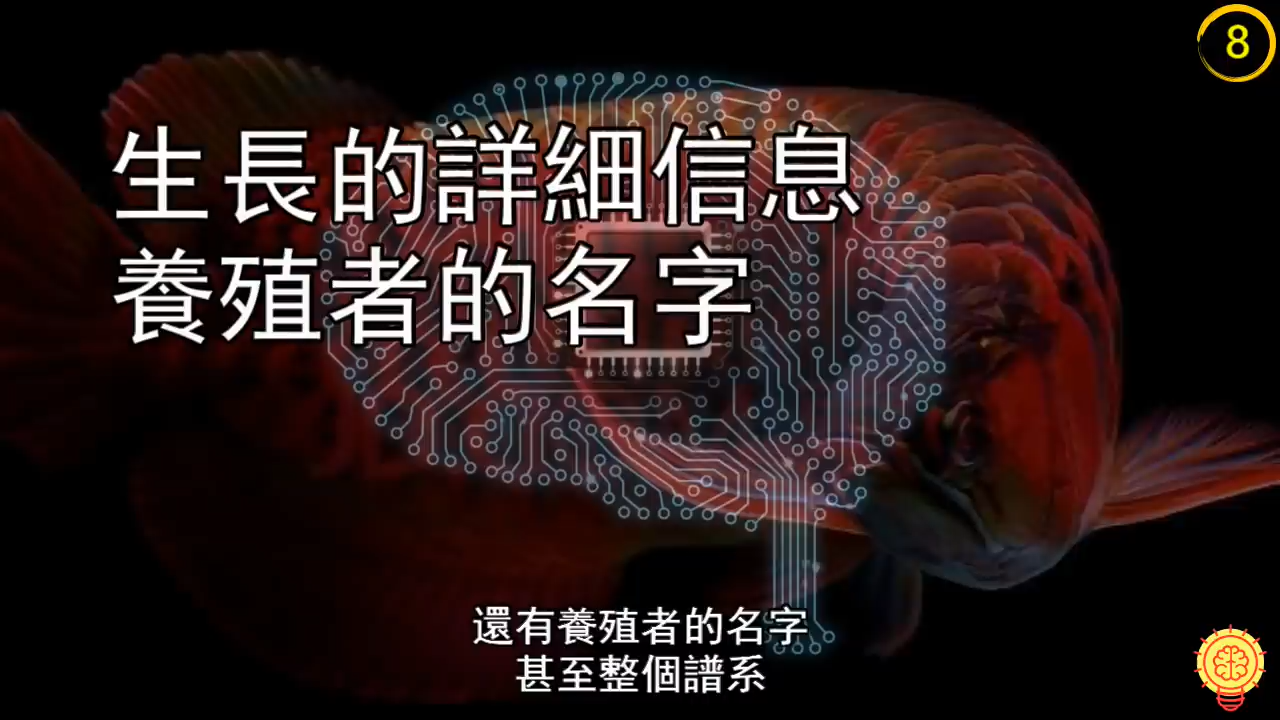 8
生長的詳細信息
養殖者的名字
還有養殖者的名字
甚至整個譜系